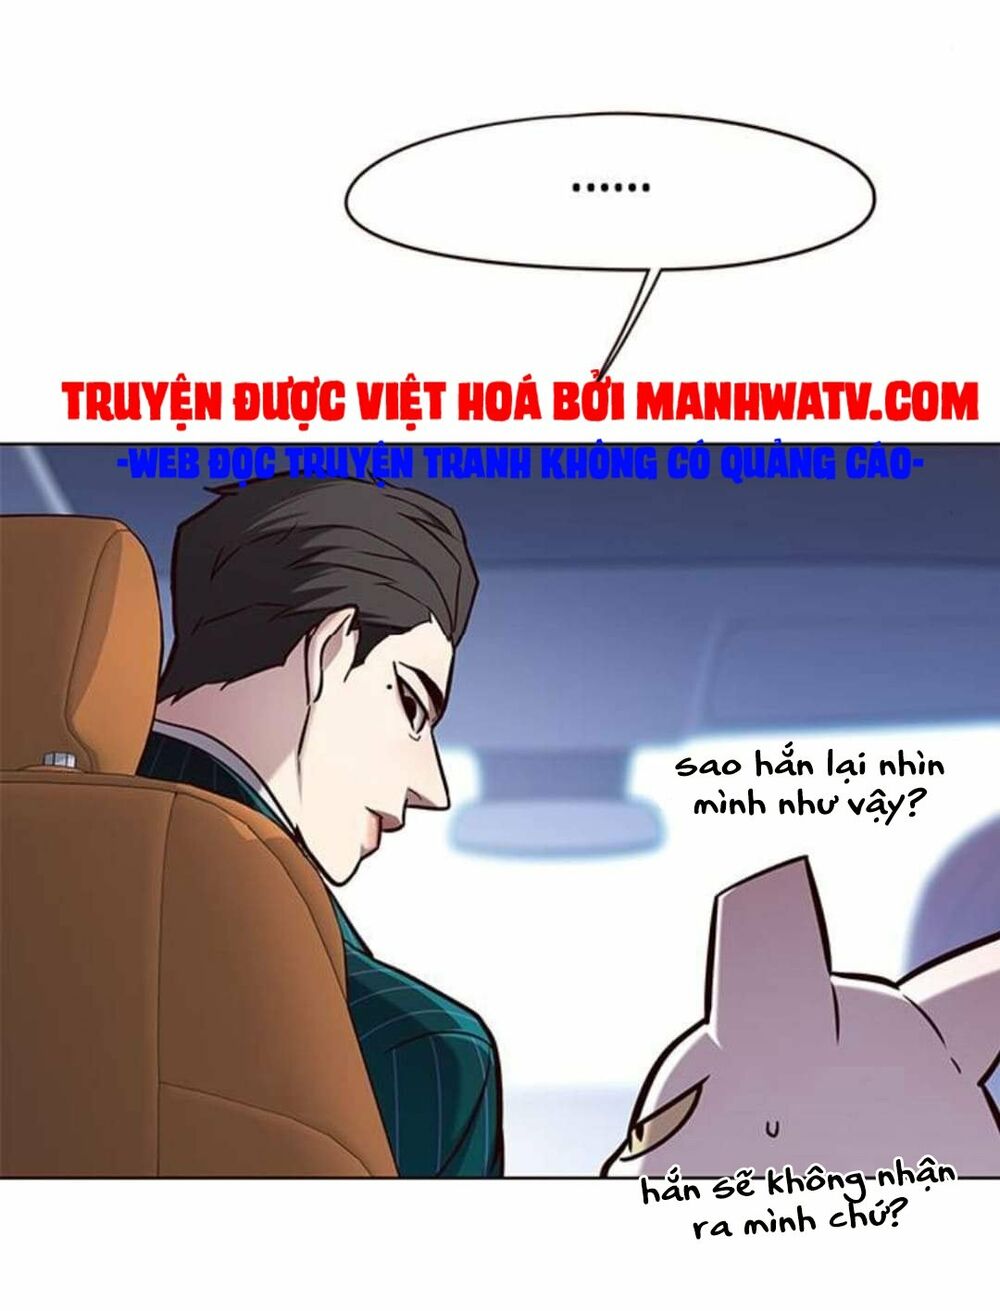 ......
TRUYỆN ĐƯỢC VIỆT HOÁ BỞI MANHWATV.COM
-WEB ĐỌC TRUYỆN TRANH KHÔNG CÓ QUẢNG CÁO-
sao hắn lại nhìn
mình như vậy?
hắn sẽ không nhận
ra mình chứ?